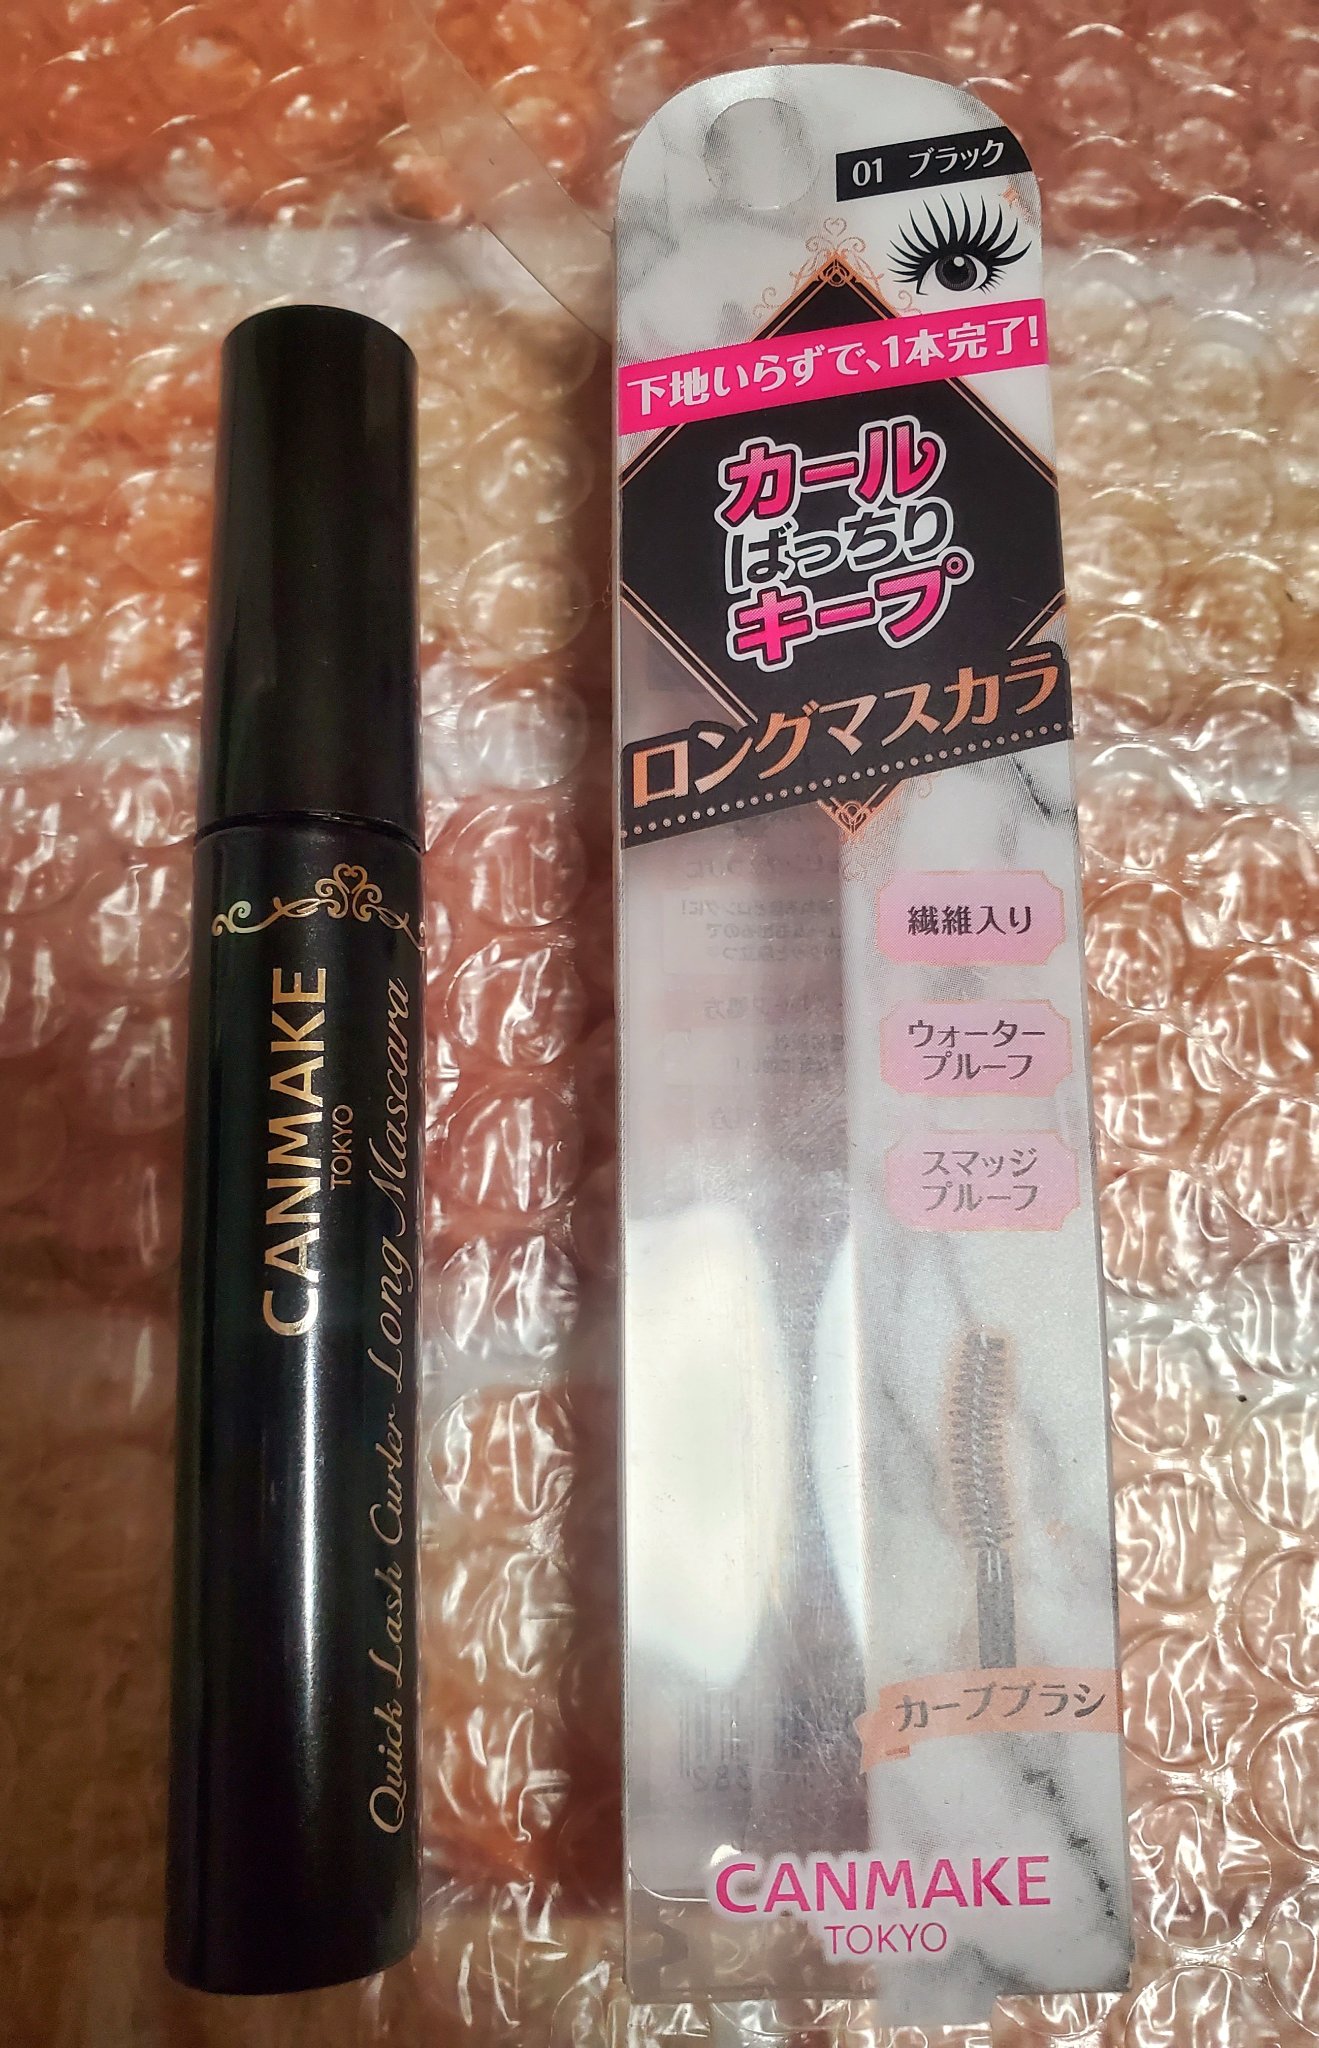 CANMAKE
TOKYO
Quick Lash Curler Long Mascara
01 ブラック
下地いらずで、1本完了!
カール
ばっちり
キープ
ロングマスカラ
繊維入り
ウォーター
プルーフ
スマッジ
プルーフ
カーブブラシ
CANMAKE
TOKYO